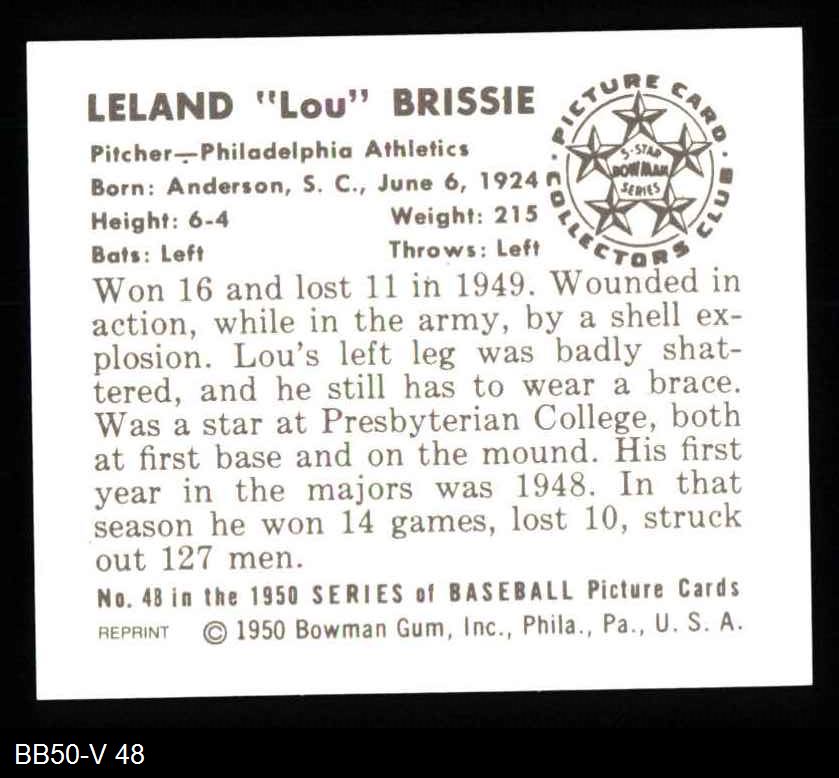 LELAND "Lou" BRISSIE
Pitcher—Philadelphia Athletics
Born: Anderson, S. C., June 6, 1924
Height: 6-4 Weight: 215
Bats: Left Throws: Left
PICTURE CARD
COLLECTORS CLUB
5-STAR
BOWMAN
SERIES
Won 16 and lost 11 in 1949. Wounded in
action, while in the army, by a shell ex-
plosion. Lou's left leg was badly shat-
tered, and he still has to wear a brace.
Was a star at Presbyterian College, both
at first base and on the mound. His first
year in the majors was 1948. In that
season he won 14 games, lost 10, struck
out 127 men.
No. 48 in the 1950 SERIES of BASEBALL Picture Cards
REPRINT © 1950 Bowman Gum, Inc., Phila., Pa., U. S. A.
BB50-V 48